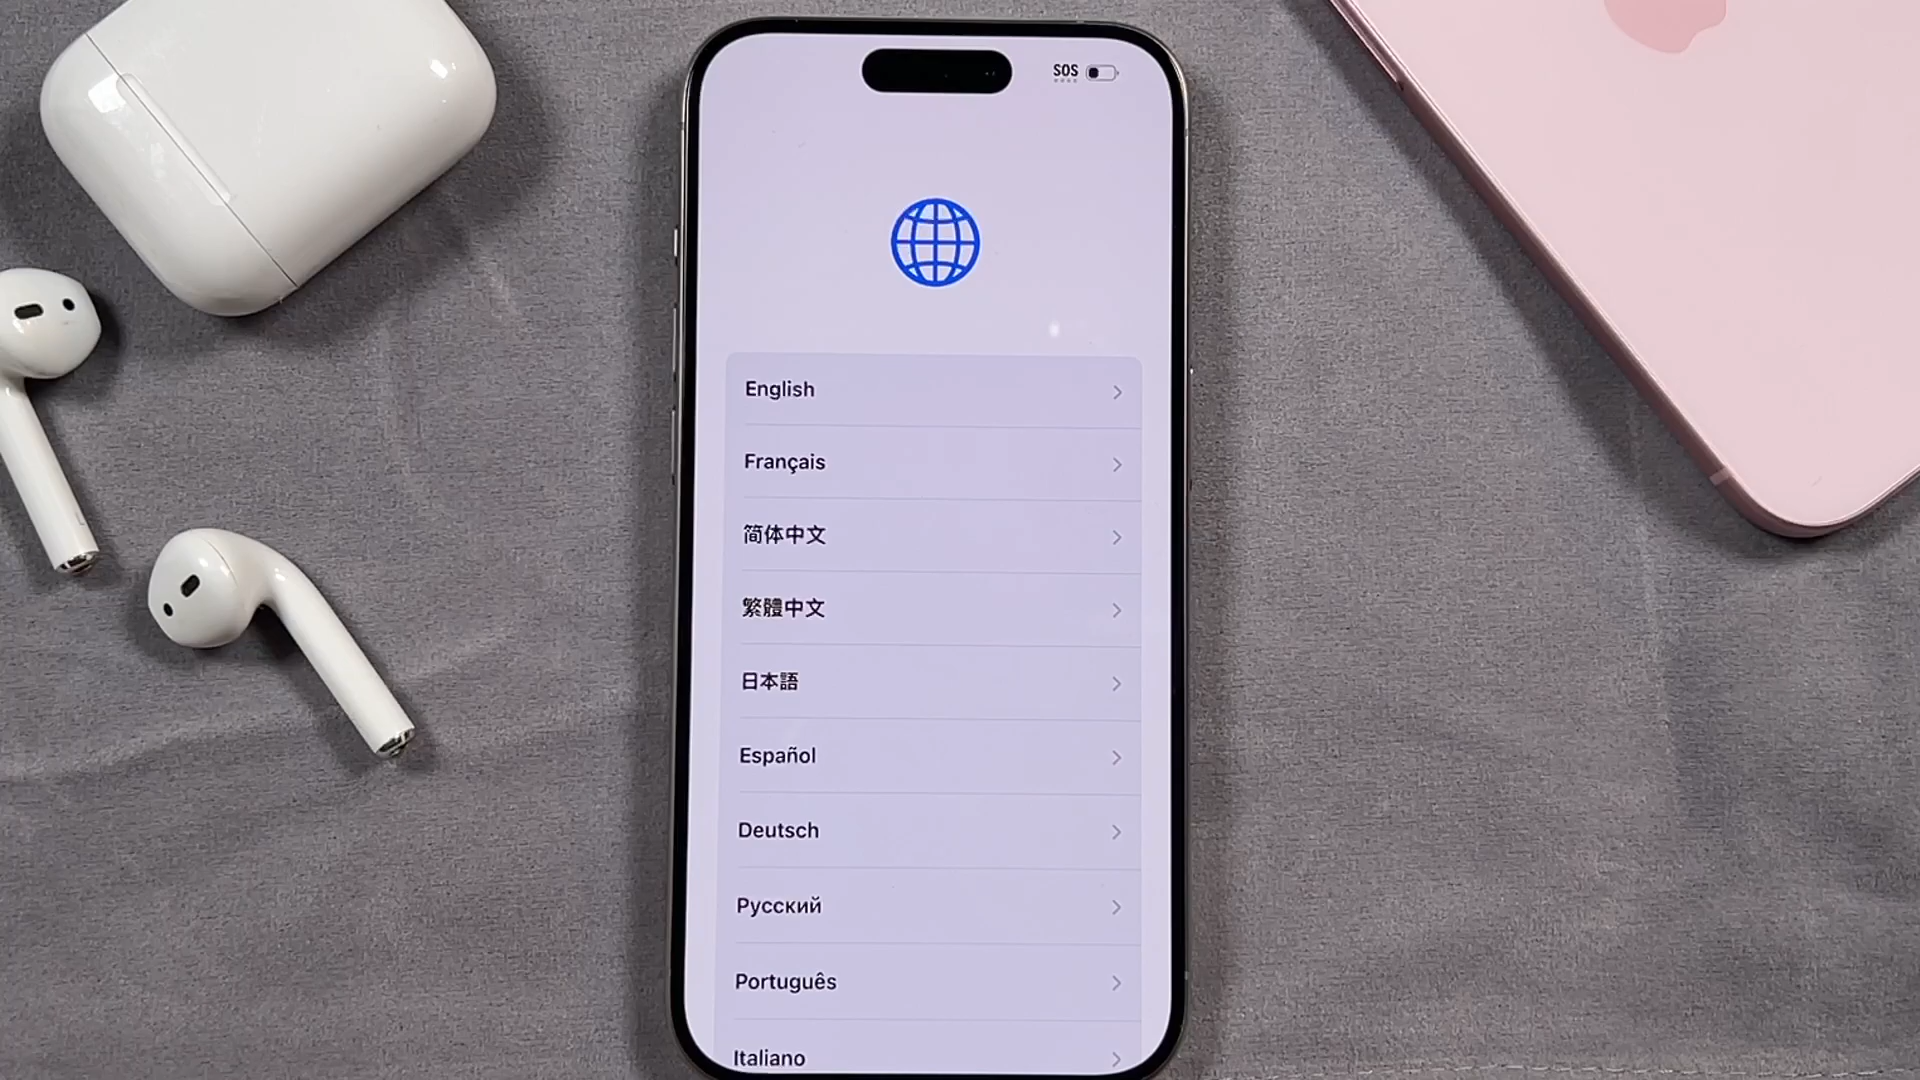 SOS
English
Français
简体中文
繁體中文
日本語
Español
Deutsch
Русский
Português
Italiano